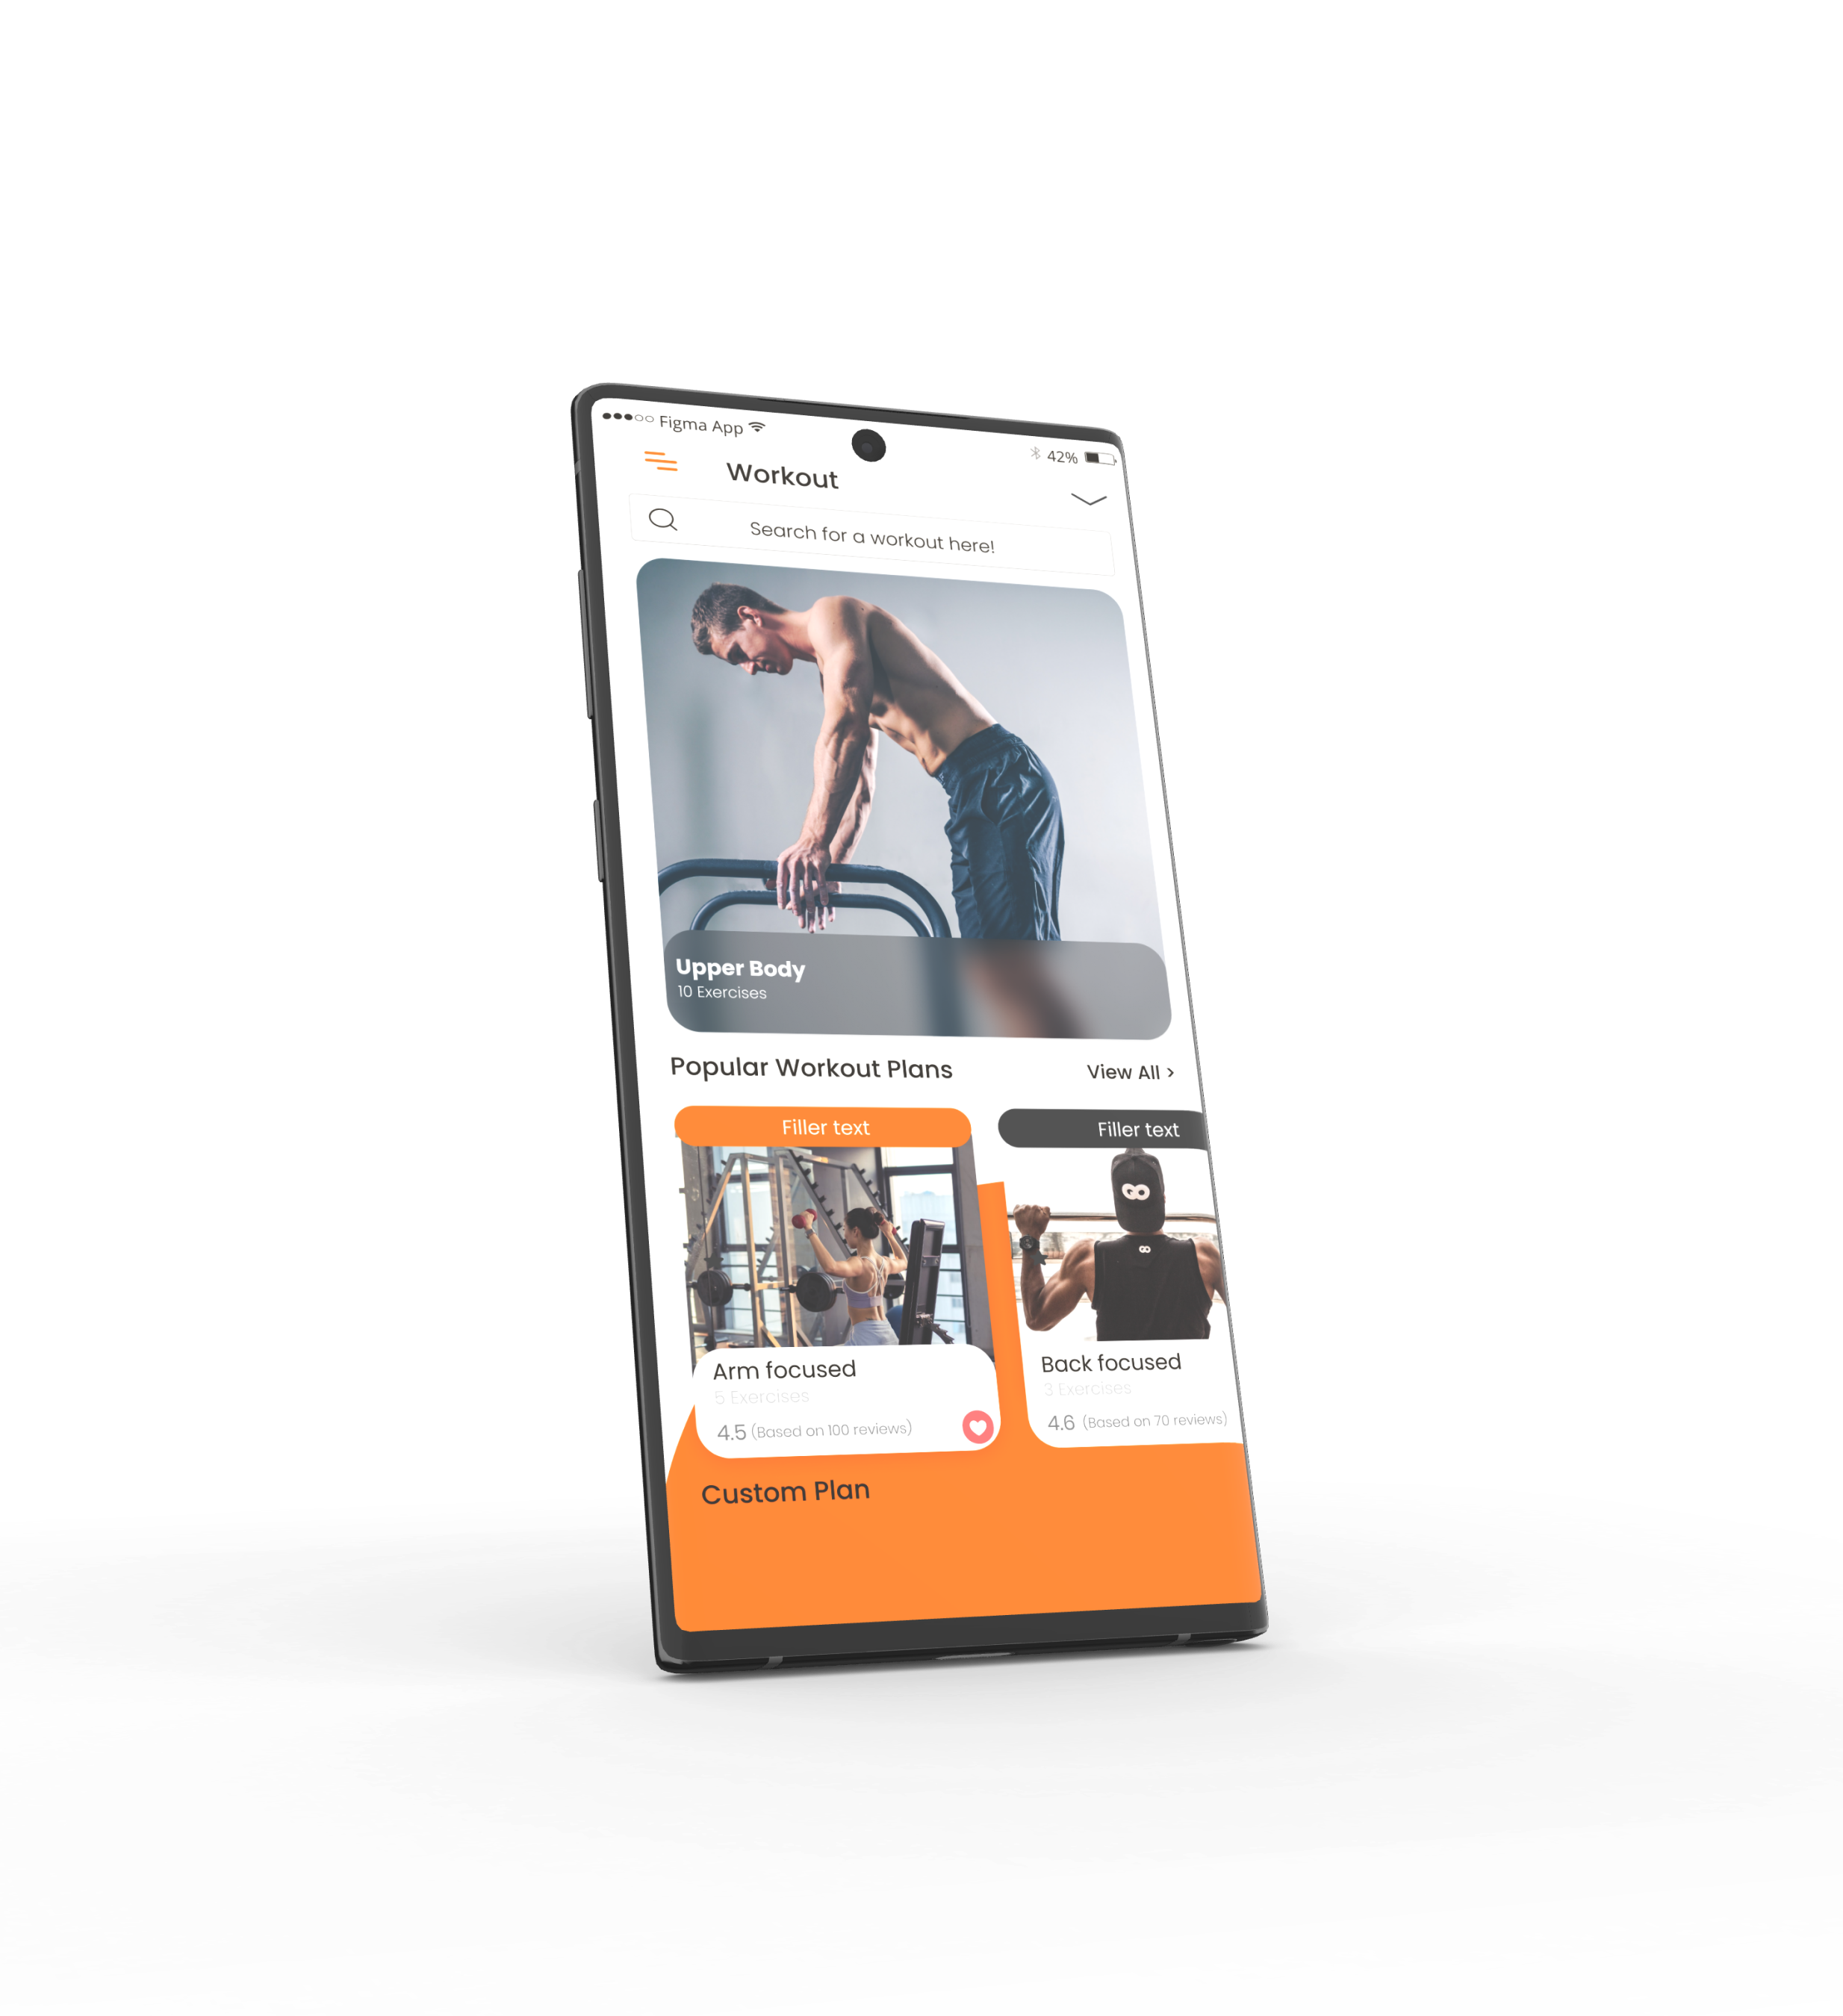 Figma App
42%
Workout
Search for a workout here!
Upper Body
10 Exercises
Popular Workout Plans
View All >
Filler text
Filler text
GO
GO
Arm focused
5 Exercises
4.5 (Based on 100 reviews)
Back focused
3 Exercises
4.6 (Based on 70 reviews)
Custom Plan